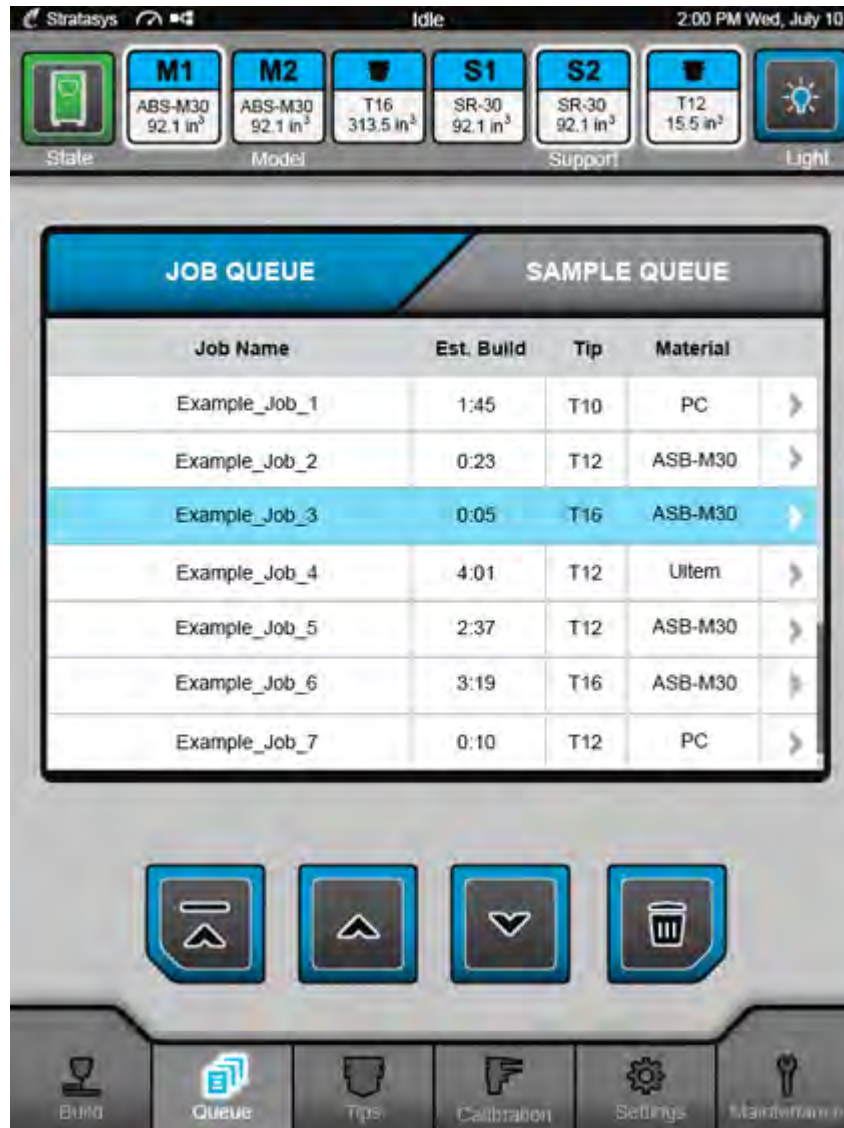 Stratasys Idle 2:00 PM Wed, July 10
M1 M2 S1 S2
ABS-M30 ABS-M30 T16 SR-30 SR-30 T12
92.1 in³ 92.1 in³ 313.5 in³ 92.1 in³ 92.1 in³ 15.5 in³
State Model Support Light
JOB QUEUE SAMPLE QUEUE
Job Name Est. Build Tip Material
Example_Job_1 1:45 T10 PC
Example_Job_2 0:23 T12 ASB-M30
Example_Job_3 0:05 T16 ASB-M30
Example_Job_4 4:01 T12 Ultem
Example_Job_5 2:37 T12 ASB-M30
Example_Job_6 3:19 T16 ASB-M30
Example_Job_7 0:10 T12 PC
Build Queue Tips Calibration Settings Maintenance